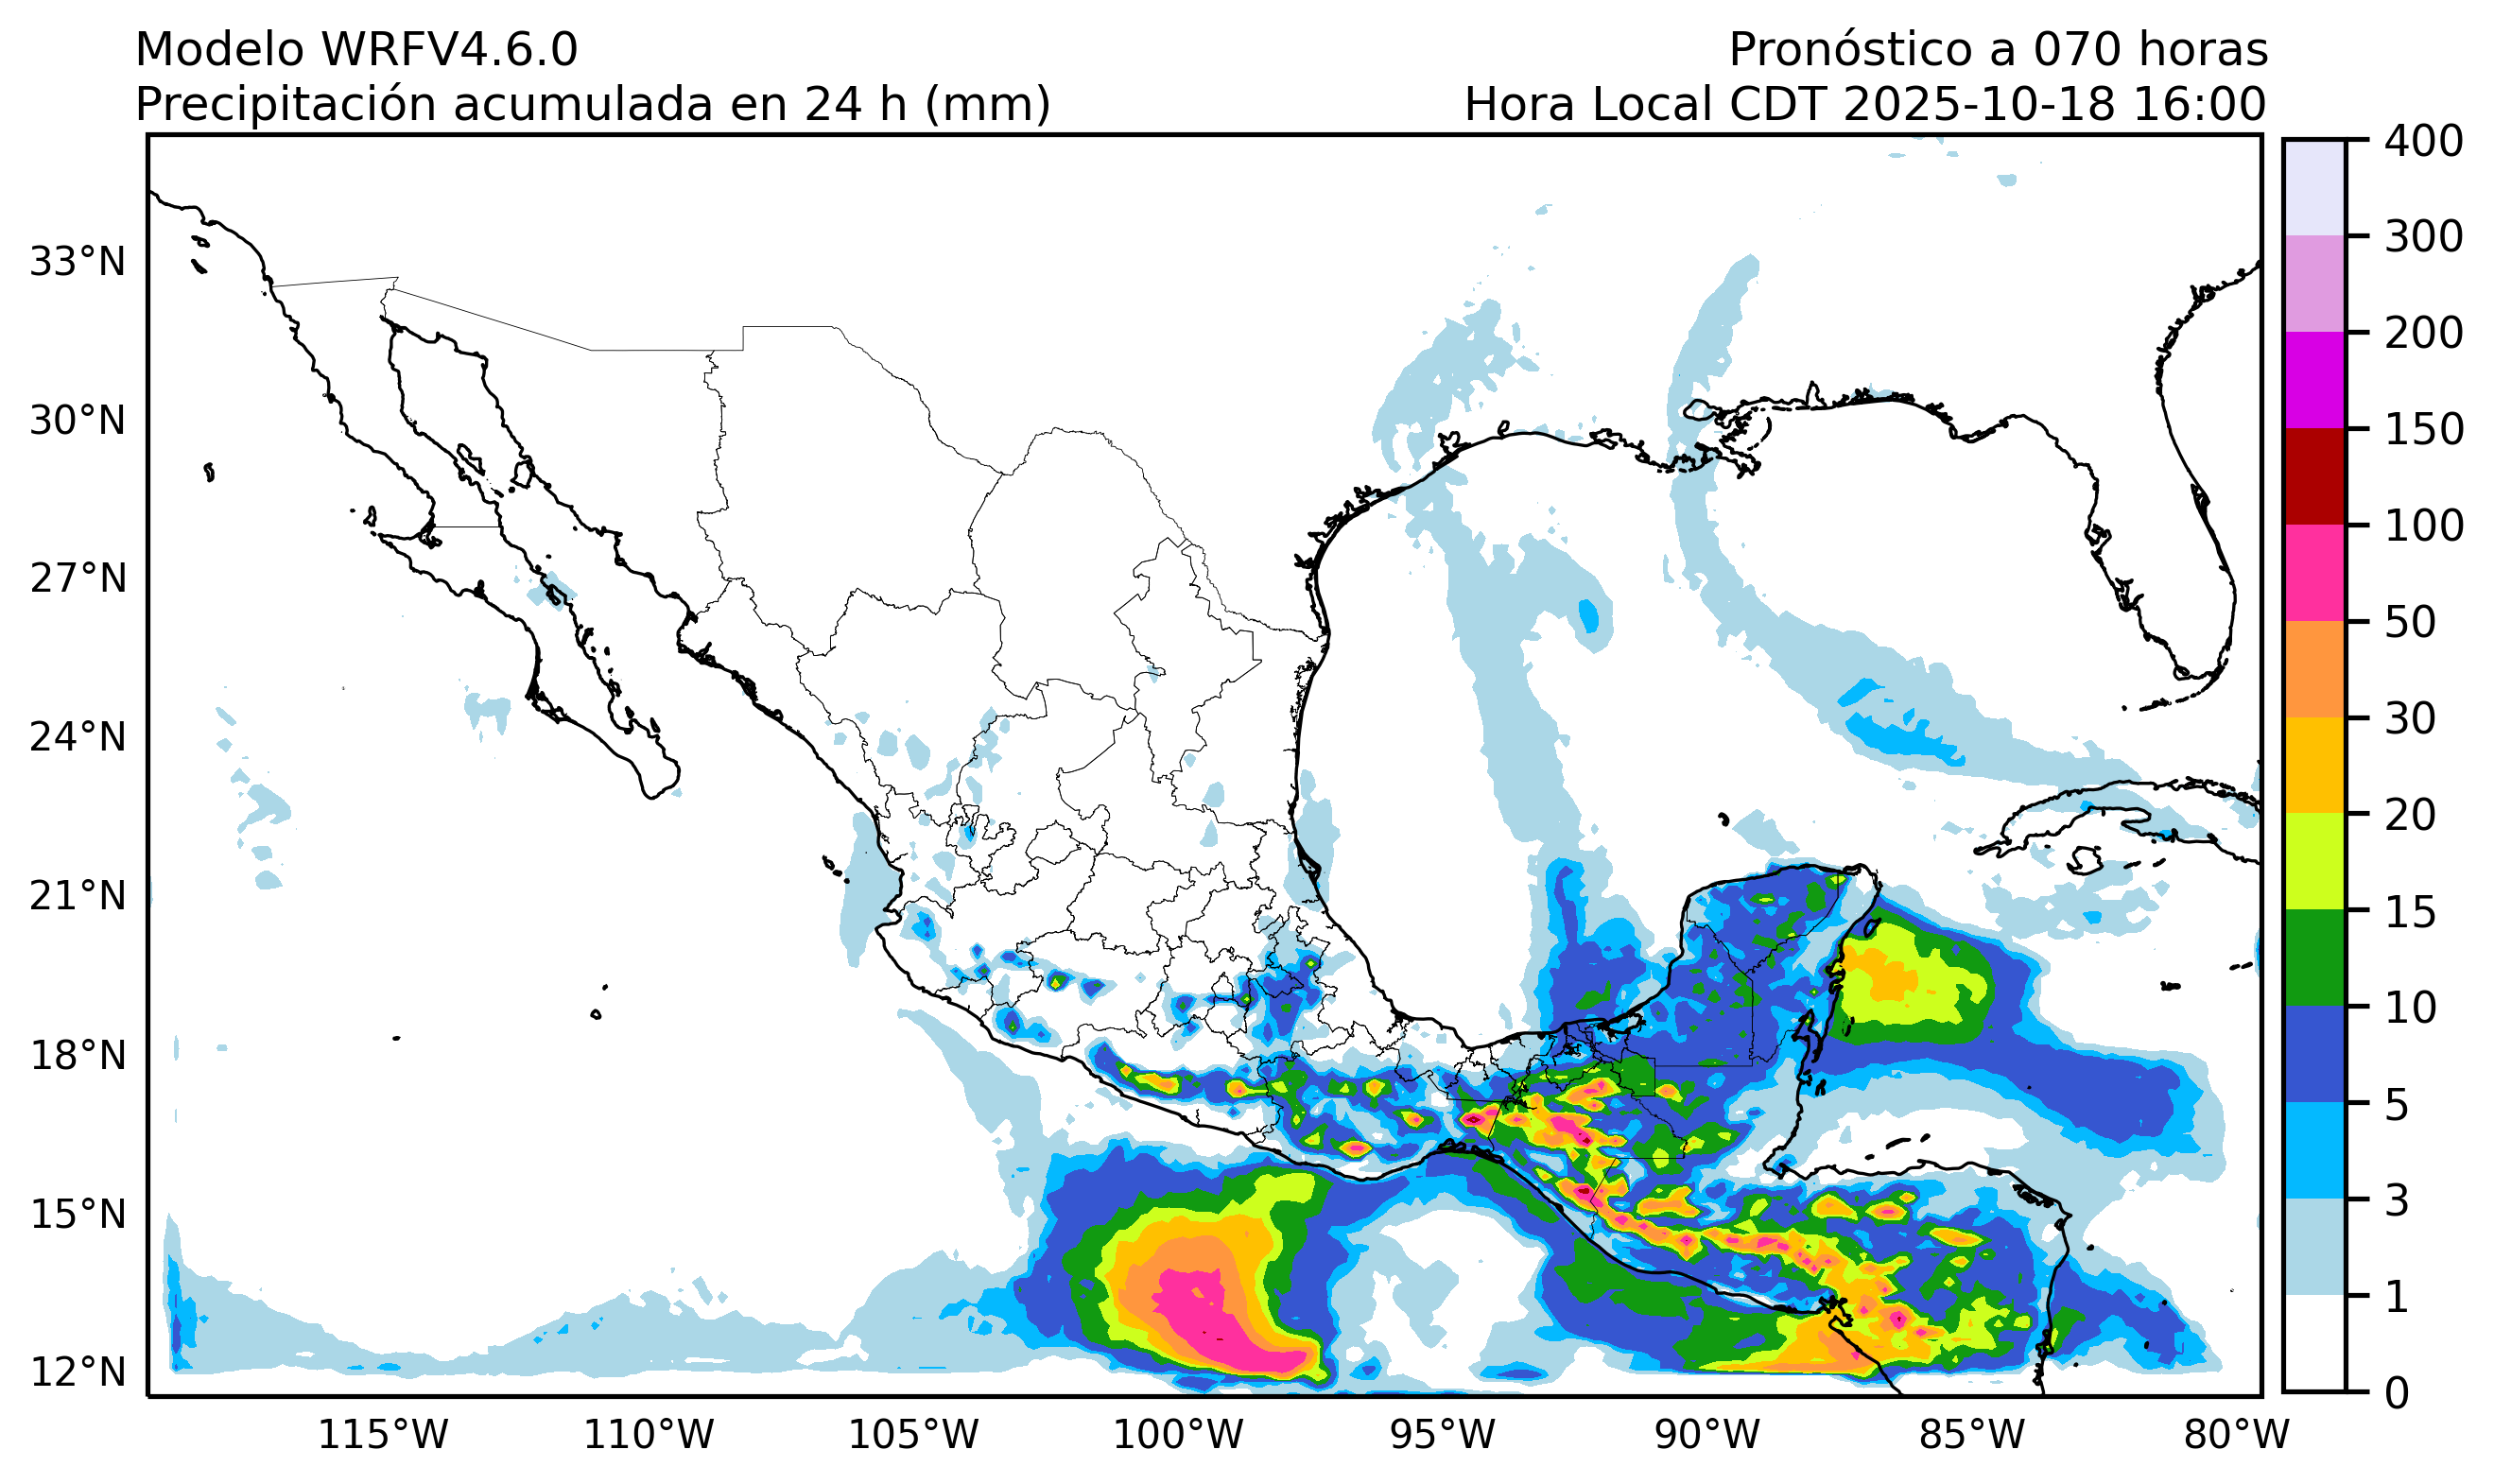 Modelo WRFV4.6.0
Pronóstico a 070 horas
Precipitación acumulada en 24 h (mm)
Hora Local CDT 2025-10-18 16:00
33°N
30°N
27°N
24°N
21°N
18°N
15°N
12°N
115°W
110°W
105°W
100°W
95°W
90°W
85°W
80°W
400
300
200
150
100
50
30
20
15
10
5
3
1
0